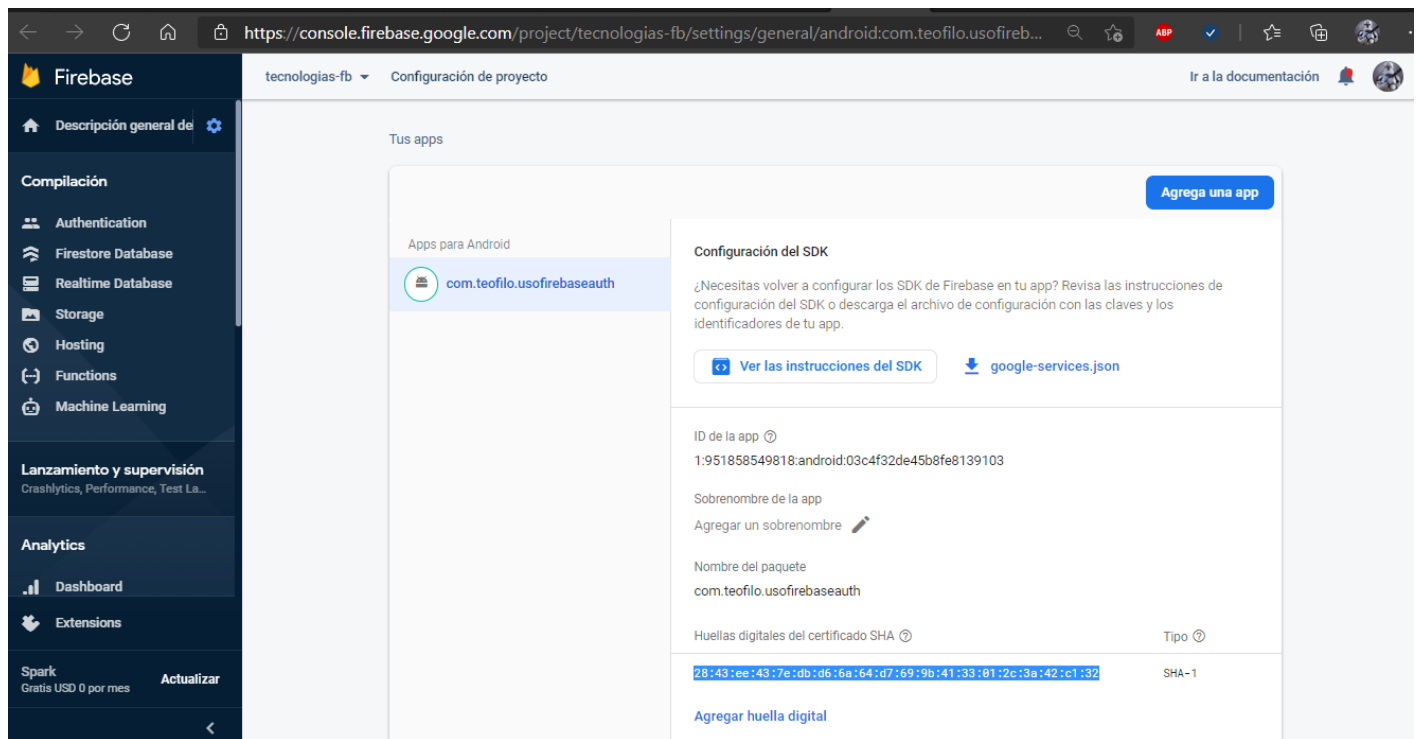 https://console.firebase.google.com/project/tecnologias-fb/settings/general/android:com.teofilo.usofireb...
ABP
Firebase
tecnologias-fb
Configuración de proyecto
Ir a la documentación
Descripción general de
Compilación
Authentication
Firestore Database
Realtime Database
Storage
Hosting
Functions
Machine Learning
Lanzamiento y supervisión
Crashlytics, Performance, Test La...
Analytics
Dashboard
Extensions
Spark
Gratis USD 0 por mes
Actualizar
Tus apps
Agrega una app
Apps para Android
com.teofilo.usofirebaseauth
Configuración del SDK
¿Necesitas volver a configurar los SDK de Firebase en tu app? Revisa las instrucciones de
configuración del SDK o descarga el archivo de configuración con las claves y los
identificadores de tu app.
Ver las instrucciones del SDK
google-services.json
ID de la app
1:951858549818:android:03c4f32de45b8fe8139103
Sobrenombre de la app
Agregar un sobrenombre
Nombre del paquete
com.teofilo.usofirebaseauth
Huellas digitales del certificado SHA
Tipo
28:43:ee:43:7e:db:d6:6a:64:d7:69:9b:41:33:01:2c:3a:42:c1:32
SHA-1
Agregar huella digital